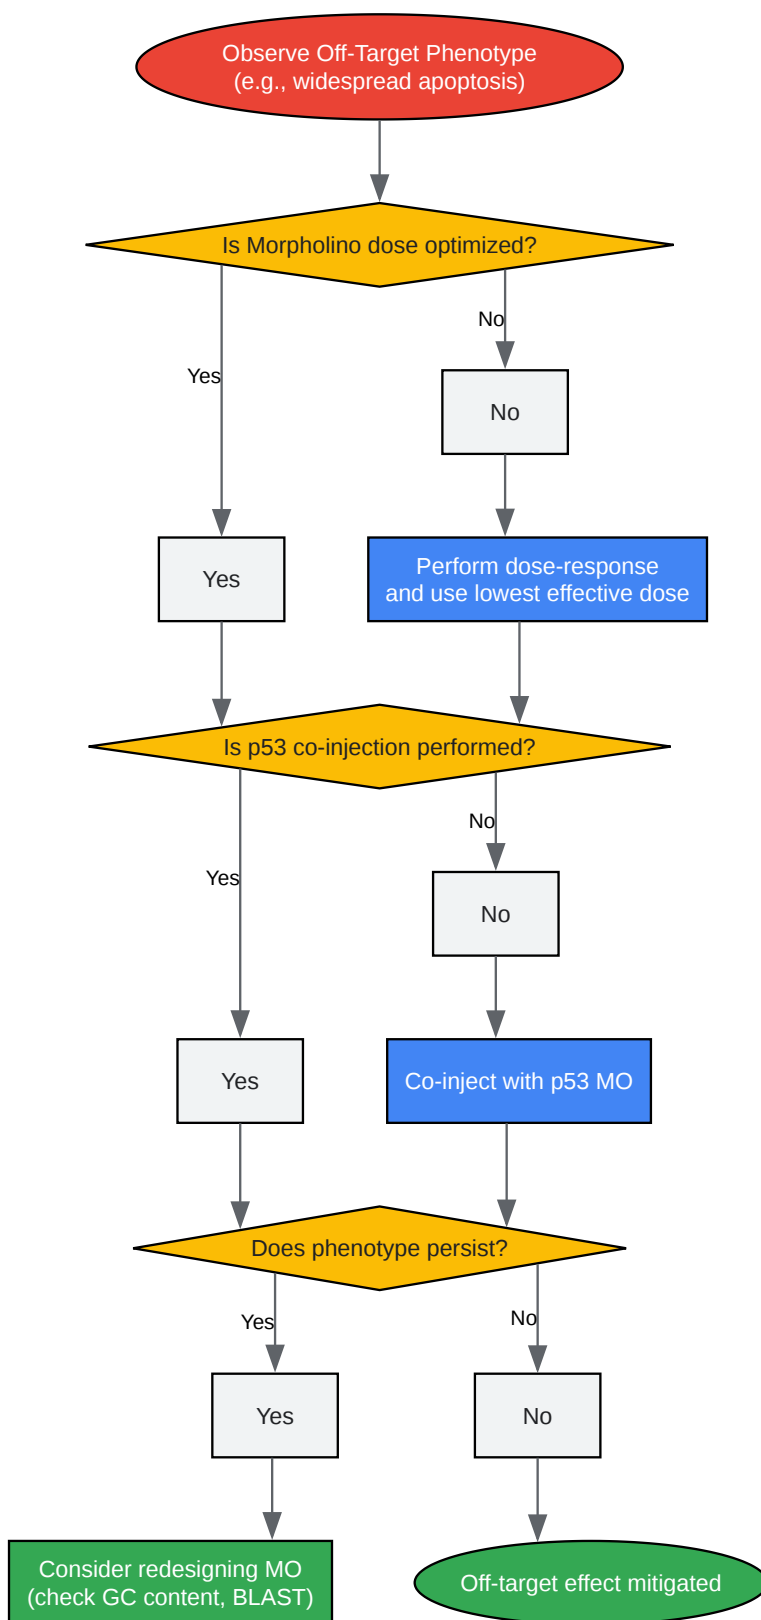 Observe Off-Target Phenotype
(e.g., widespread apoptosis)
Is Morpholino dose optimized?
No
Yes
No
Yes
Perform dose-response
and use lowest effective dose
Is p53 co-injection performed?
No
Yes
No
Yes
Co-inject with p53 MO
Does phenotype persist?
Yes
No
Yes
No
Consider redesigning MO
(check GC content, BLAST)
Off-target effect mitigated